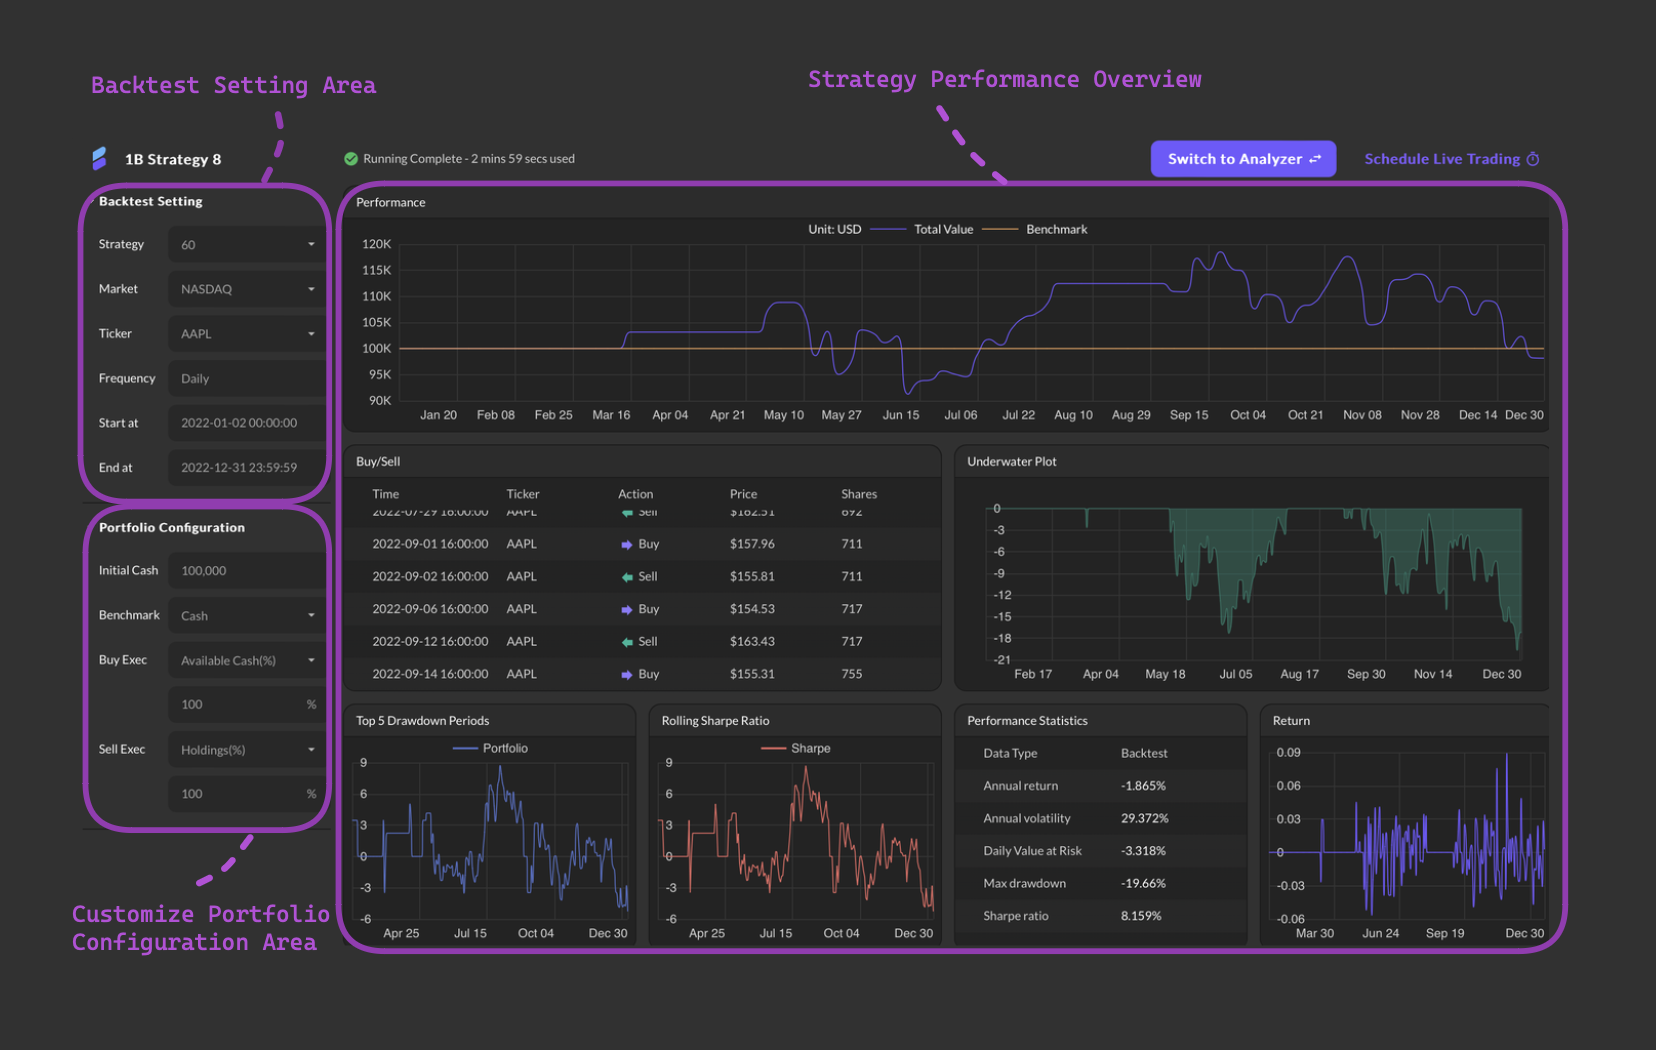 Backtest Setting Area
Strategy Performance Overview
1B Strategy 8
Running Complete - 2 mins 59 secs used
Switch to Analyzer
Schedule Live Trading
Backtest Setting
Strategy 60
Market NASDAQ
Ticker AAPL
Frequency Daily
Start at 2022-01-02 00:00:00
End at 2022-12-31 23:59:59
Portfolio Configuration
Initial Cash 100,000
Benchmark Cash
Buy Exec Available Cash(%)
100 %
Sell Exec Holdings(%)
100 %
Customize Portfolio
Configuration Area
Performance
Unit: USD Total Value Benchmark
120K
115K
110K
105K
100K
95K
90K
Jan 20 Feb 08 Feb 25 Mar 16 Apr 04 Apr 21 May 10 May 27 Jun 15 Jul 06 Jul 22 Aug 10 Aug 29 Sep 15 Oct 04 Oct 21 Nov 08 Nov 28 Dec 14 Dec 30
Buy/Sell
Time Ticker Action Price Shares
2022-07-29 16:00:00 AAPL Sell $162.51 692
2022-09-01 16:00:00 AAPL Buy $157.96 711
2022-09-02 16:00:00 AAPL Sell $155.81 711
2022-09-06 16:00:00 AAPL Buy $154.53 717
2022-09-12 16:00:00 AAPL Sell $163.43 717
2022-09-14 16:00:00 AAPL Buy $155.31 755
Underwater Plot
0
-3
-6
-9
-12
-15
-18
-21
Feb 17 Apr 04 May 18 Jul 05 Aug 17 Sep 30 Nov 14 Dec 30
Top 5 Drawdown Periods
Portfolio
9
6
3
0
-3
-6
Apr 25 Jul 15 Oct 04 Dec 30
Rolling Sharpe Ratio
Sharpe
9
6
3
0
-3
-6
Apr 25 Jul 15 Oct 04 Dec 30
Performance Statistics
Data Type Backtest
Annual return -1.865%
Annual volatility 29.372%
Daily Value at Risk -3.318%
Max drawdown -19.66%
Sharpe ratio 8.159%
Return
0.09
0.06
0.03
0
-0.03
-0.06
Mar 30 Jun 24 Sep 19 Dec 30